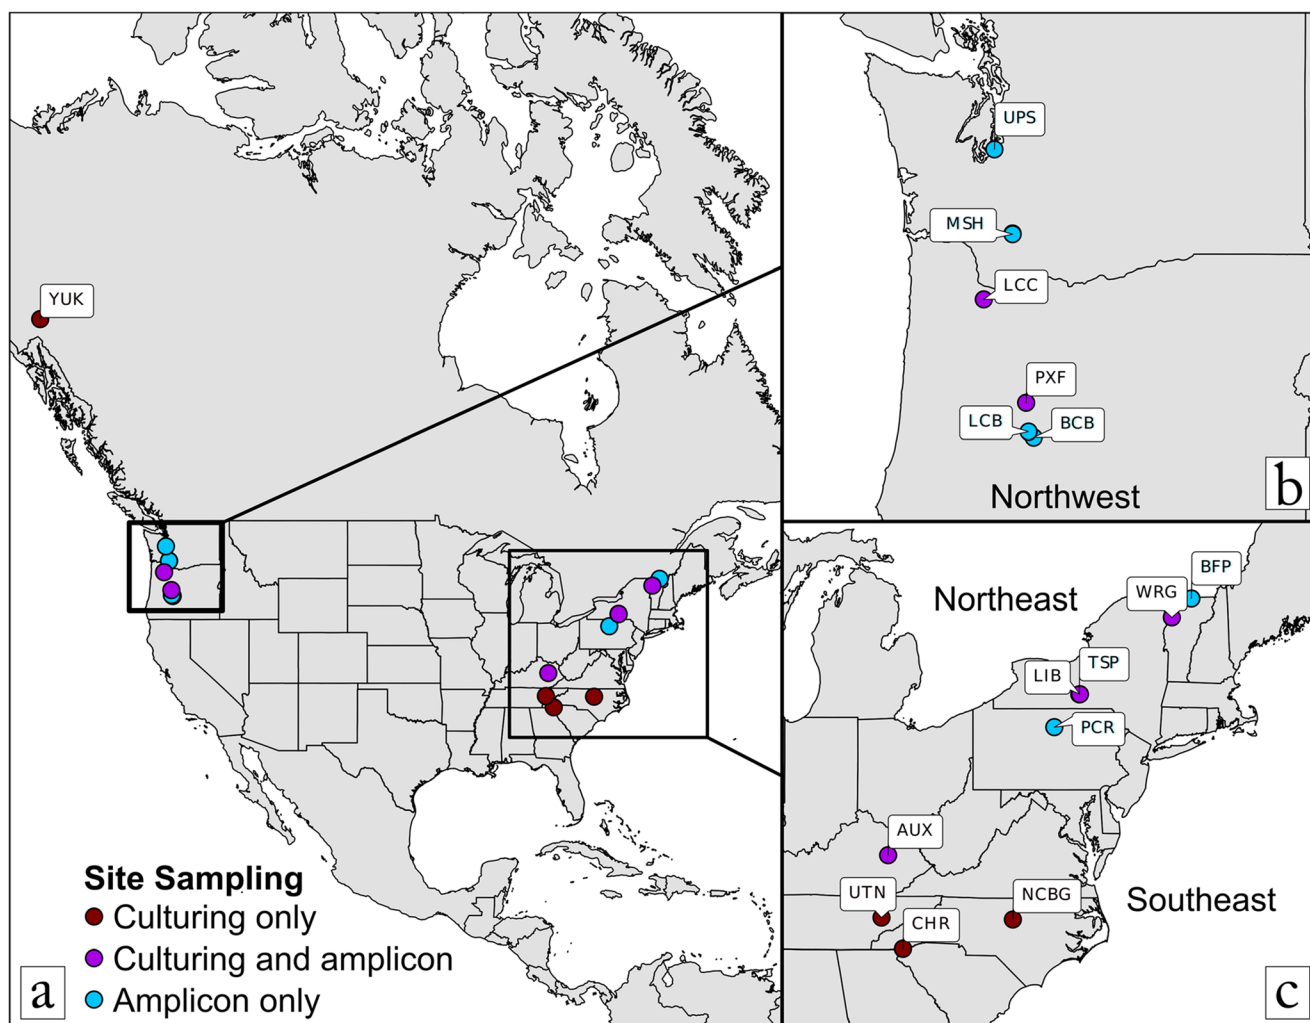 YUK
Site Sampling
Culturing only
Culturing and amplicon
Amplicon only
a
UPS
MSH
LCC
PXF
LCB
BCB
Northwest
b
BFP
Northeast
WRG
TSP
LIB
PCR
AUX
UTN
NCBG
Southeast
CHR
c